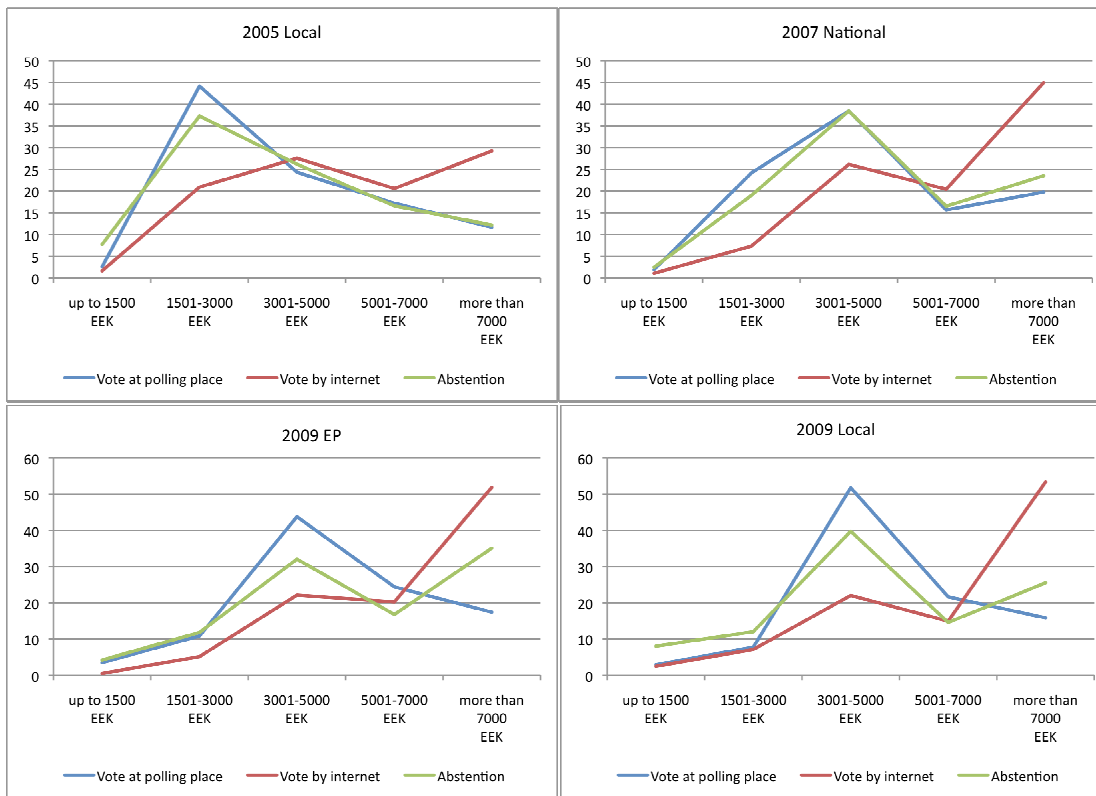 2005 Local
50
45
40
35
30
25
20
15
10
5
0
up to 1500 EEK
1501-3000 EEK
3001-5000 EEK
5001-7000 EEK
more than 7000 EEK
Vote at polling place Vote by internet Abstention
2007 National
50
45
40
35
30
25
20
15
10
5
0
up to 1500 EEK
1501-3000 EEK
3001-5000 EEK
5001-7000 EEK
more than 7000 EEK
Vote at polling place Vote by internet Abstention
2009 EP
60
50
40
30
20
10
0
up to 1500 EEK
1501-3000 EEK
3001-5000 EEK
5001-7000 EEK
more than 7000 EEK
Vote at polling place Vote by internet Abstention
2009 Local
60
50
40
30
20
10
0
up to 1500 EEK
1501-3000 EEK
3001-5000 EEK
5001-7000 EEK
more than 7000 EEK
Vote at polling place Vote by internet Abstention